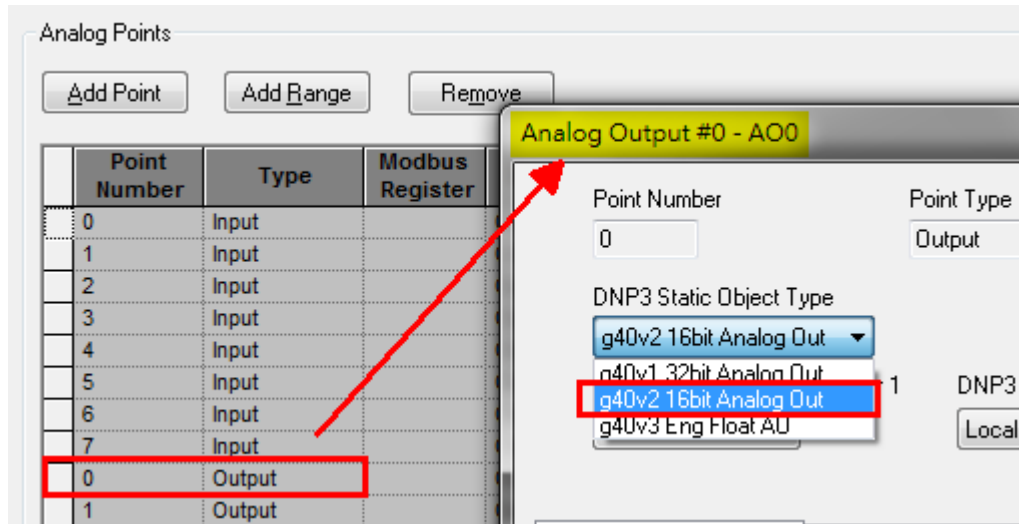 Analog Points
Add Point Add Range Remove
Point Number Type Modbus Register
0 Input
1 Input
2 Input
3 Input
4 Input
5 Input
6 Input
7 Input
0 Output
1 Output
Analog Output #0 - AO0
Point Number Point Type
0 Output
DNP3 Static Object Type
g40v2 16bit Analog Out
g40v1 32bit Analog Out
g40v2 16bit Analog Out
g40v3 Eng Float AO
1 DNP3
Local